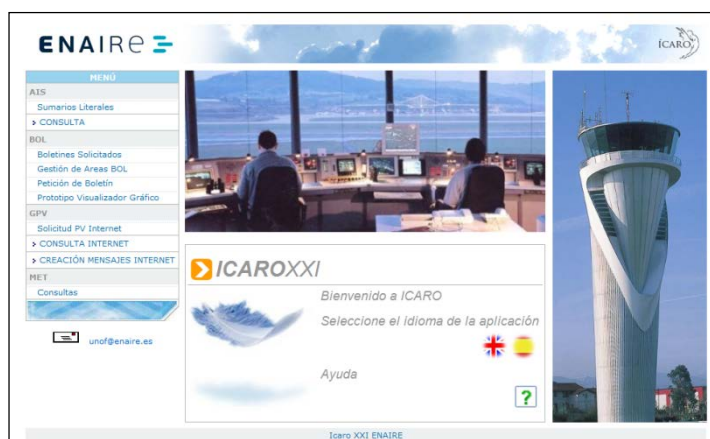 ENAIRe
ÍCARO
MENÚ
AIS
Sumarios Literales
> CONSULTA
BOL
Boletines Solicitados
Gestión de Areas BOL
Petición de Boletín
Prototipo Visualizador Gráfico
GPV
Solicitud PV Internet
> CONSULTA INTERNET
> CREACIÓN MENSAJES INTERNET
MET
Consultas
unof@enaire.es
ICAROXXI
Bienvenido a ICARO
Seleccione el idioma de la aplicación
Ayuda
?
Icaro XXI ENAIRE